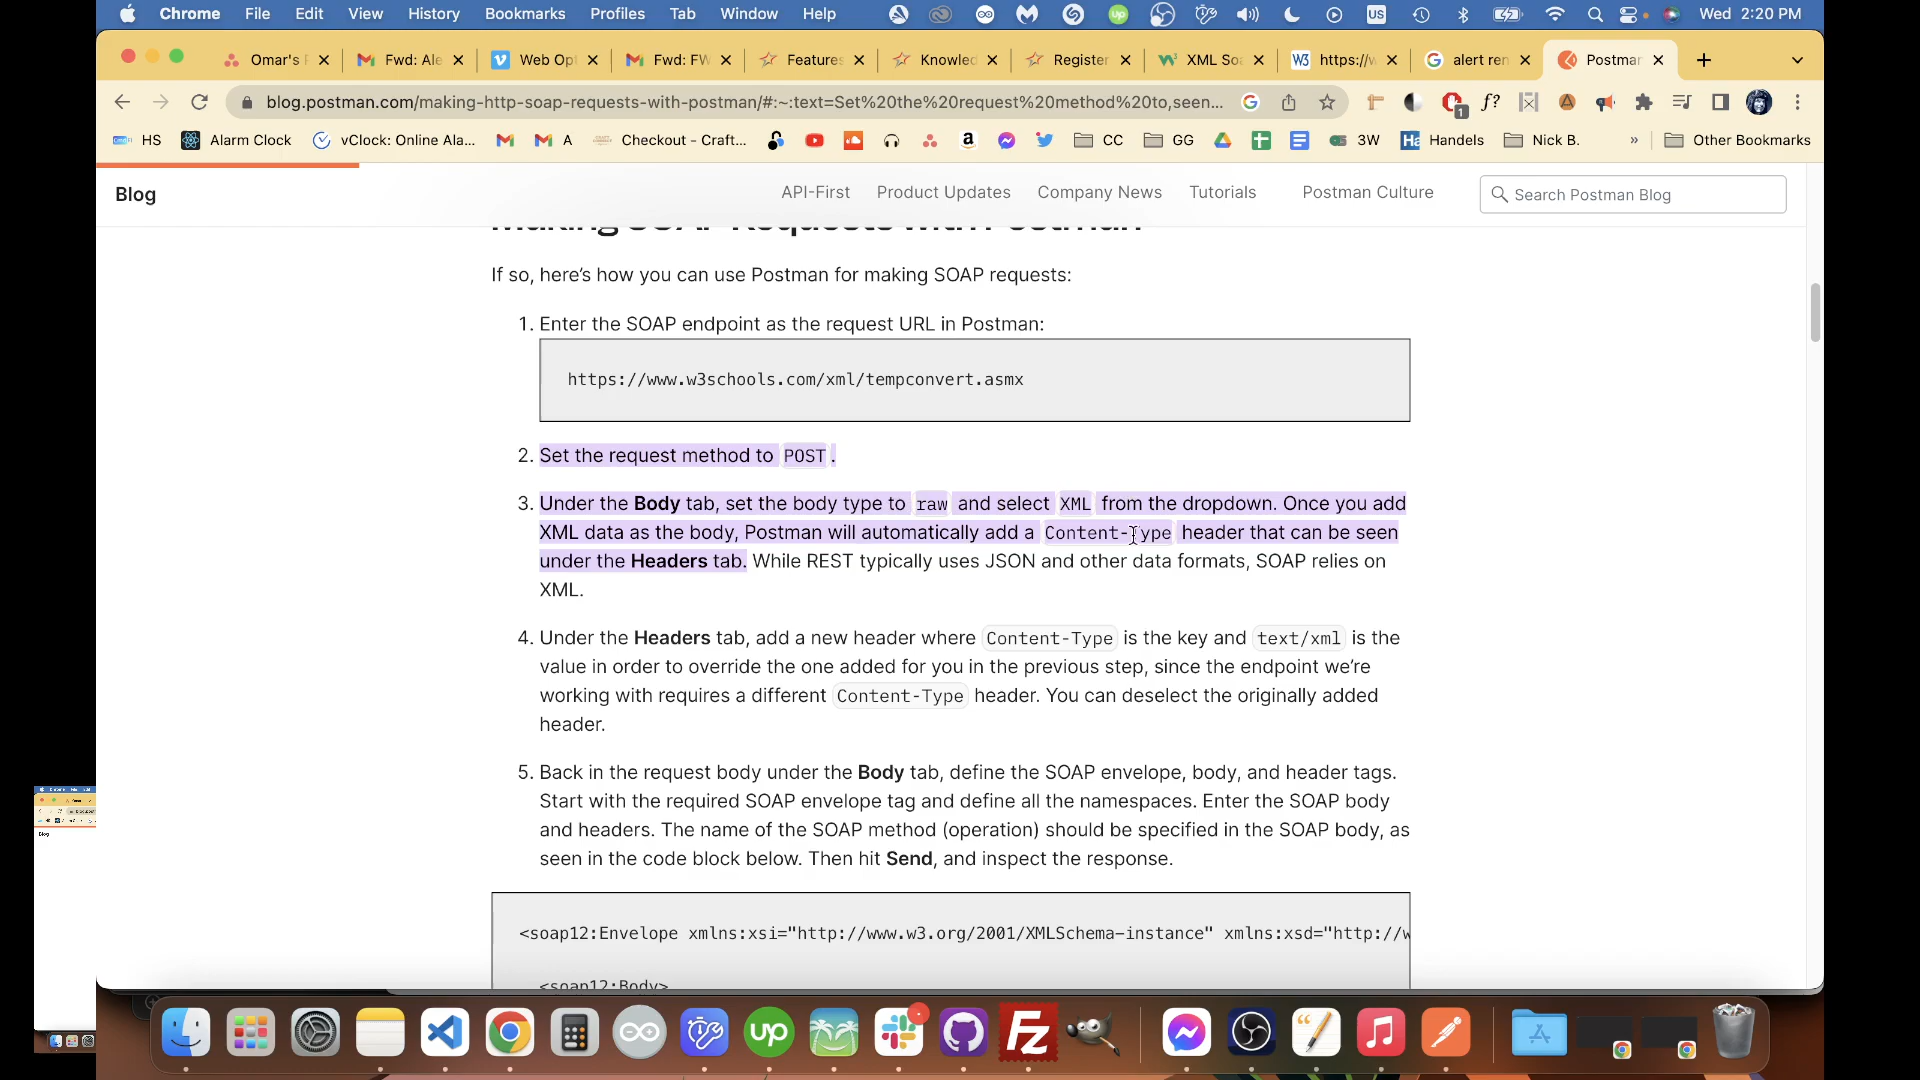 Chrome File Edit View History Bookmarks Profiles Tab Window Help US Wed 2:20 PM
Omar's Fwd: Ale Web Opt Fwd: FW Features Knowled Register XML Soa https://w alert ren Postman
blog.postman.com/making-http-soap-requests-with-postman/#:~:text=Set%20the%20request%20method%20to,seen... f? 1
HS Alarm Clock vClock: Online Ala... A Checkout - Craft... CC GG 3W Handels Nick B. » Other Bookmarks
Blog API-First Product Updates Company News Tutorials Postman Culture Search Postman Blog
Making SOAP Requests with Postman
If so, here’s how you can use Postman for making SOAP requests:
1. Enter the SOAP endpoint as the request URL in Postman:
https://www.w3schools.com/xml/tempconvert.asmx
2. Set the request method to POST .
3. Under the Body tab, set the body type to raw and select XML from the dropdown. Once you add
XML data as the body, Postman will automatically add a Content-Type header that can be seen
under the Headers tab. While REST typically uses JSON and other data formats, SOAP relies on
XML.
4. Under the Headers tab, add a new header where Content-Type is the key and text/xml is the
value in order to override the one added for you in the previous step, since the endpoint we’re
working with requires a different Content-Type header. You can deselect the originally added
header.
5. Back in the request body under the Body tab, define the SOAP envelope, body, and header tags.
Start with the required SOAP envelope tag and define all the namespaces. Enter the SOAP body
and headers. The name of the SOAP method (operation) should be specified in the SOAP body, as
seen in the code block below. Then hit Send, and inspect the response.
<soap12:Envelope xmlns:xsi="http://www.w3.org/2001/XMLSchema-instance" xmlns:xsd="http://w
<soap12:Body>
up Fz